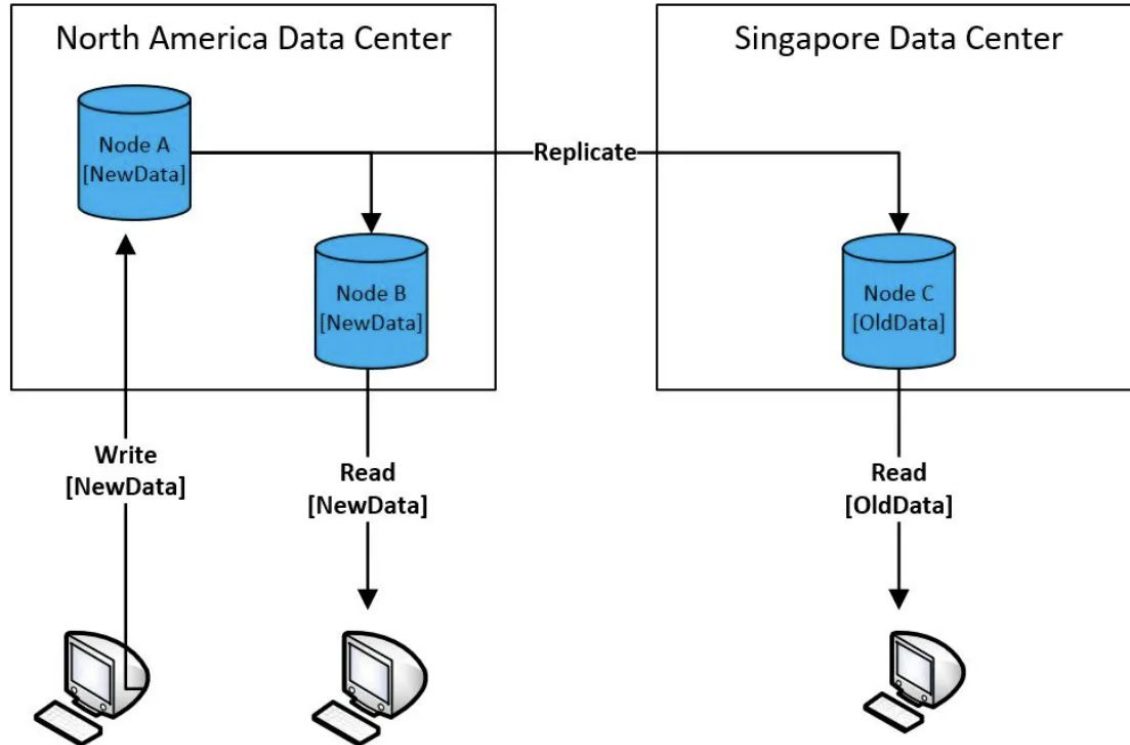 North America Data Center
Singapore Data Center
Node A
[NewData]
Replicate
Node B
[NewData]
Node C
[OldData]
Write
[NewData]
Read
[NewData]
Read
[OldData]